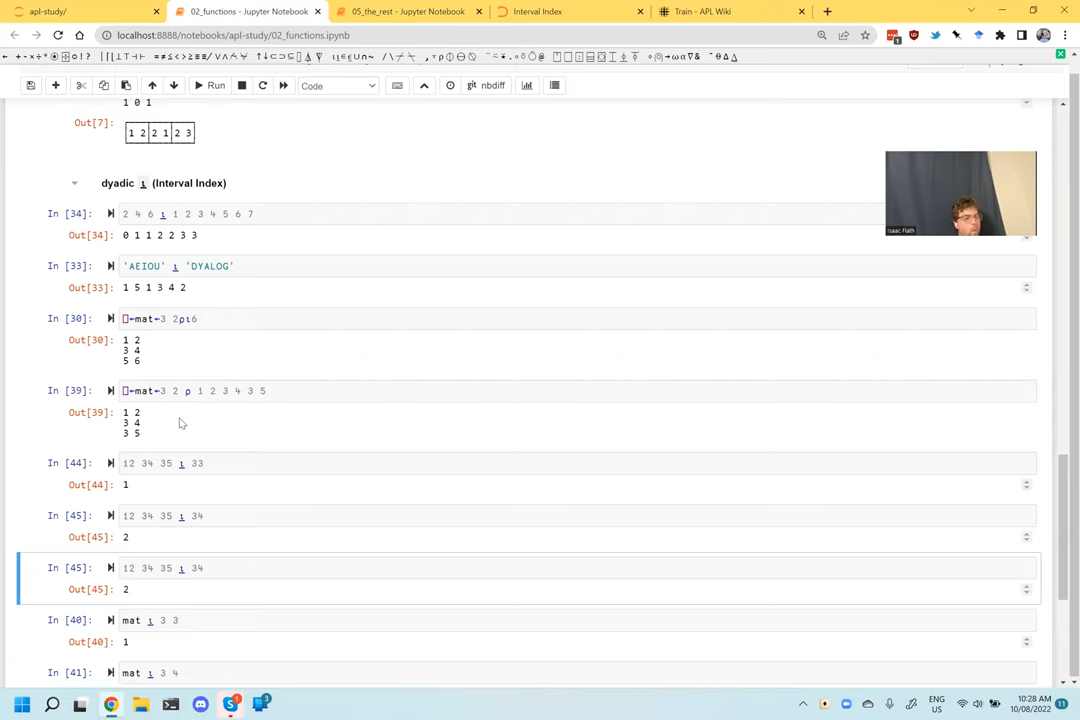 apl-study/
02_functions - Jupyter Notebook
05_the_rest - Jupyter Notebook
Interval Index
Train - APL Wiki
localhost:8888/notebooks/apl-study/02_functions.ipynb
Run
Code
git nbdiff
1 0 1
Out[7]:
1 2 2 1 2 3
dyadic ⍸ (Interval Index)
In [34]:
2 4 6 ⍸ 1 2 3 4 5 6 7
Out[34]:
0 1 1 2 2 3 3
Isaac Flath
In [33]:
'AEIOU' ⍸ 'DYALOG'
Out[33]:
1 5 1 3 4 2
In [30]:
⎕←mat←3 2⍴⍳6
Out[30]:
1 2
3 4
5 6
In [39]:
⎕←mat←3 2 ⍴ 1 2 3 4 3 5
Out[39]:
1 2
3 4
3 5
In [44]:
12 34 35 ⍸ 33
Out[44]:
1
In [45]:
12 34 35 ⍸ 34
Out[45]:
2
In [45]:
12 34 35 ⍸ 34
Out[45]:
2
In [40]:
mat ⍸ 3 3
Out[40]:
1
In [41]:
mat ⍸ 3 4
ENG
US
10:28 AM
10/08/2022